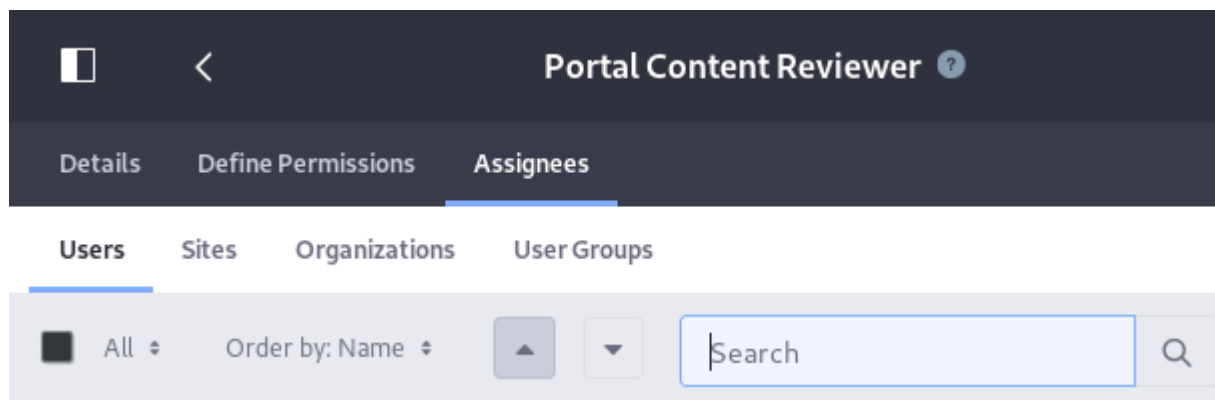 Portal Content Reviewer ?
Details Define Permissions Assignees
Users Sites Organizations User Groups
All Order by: Name Search